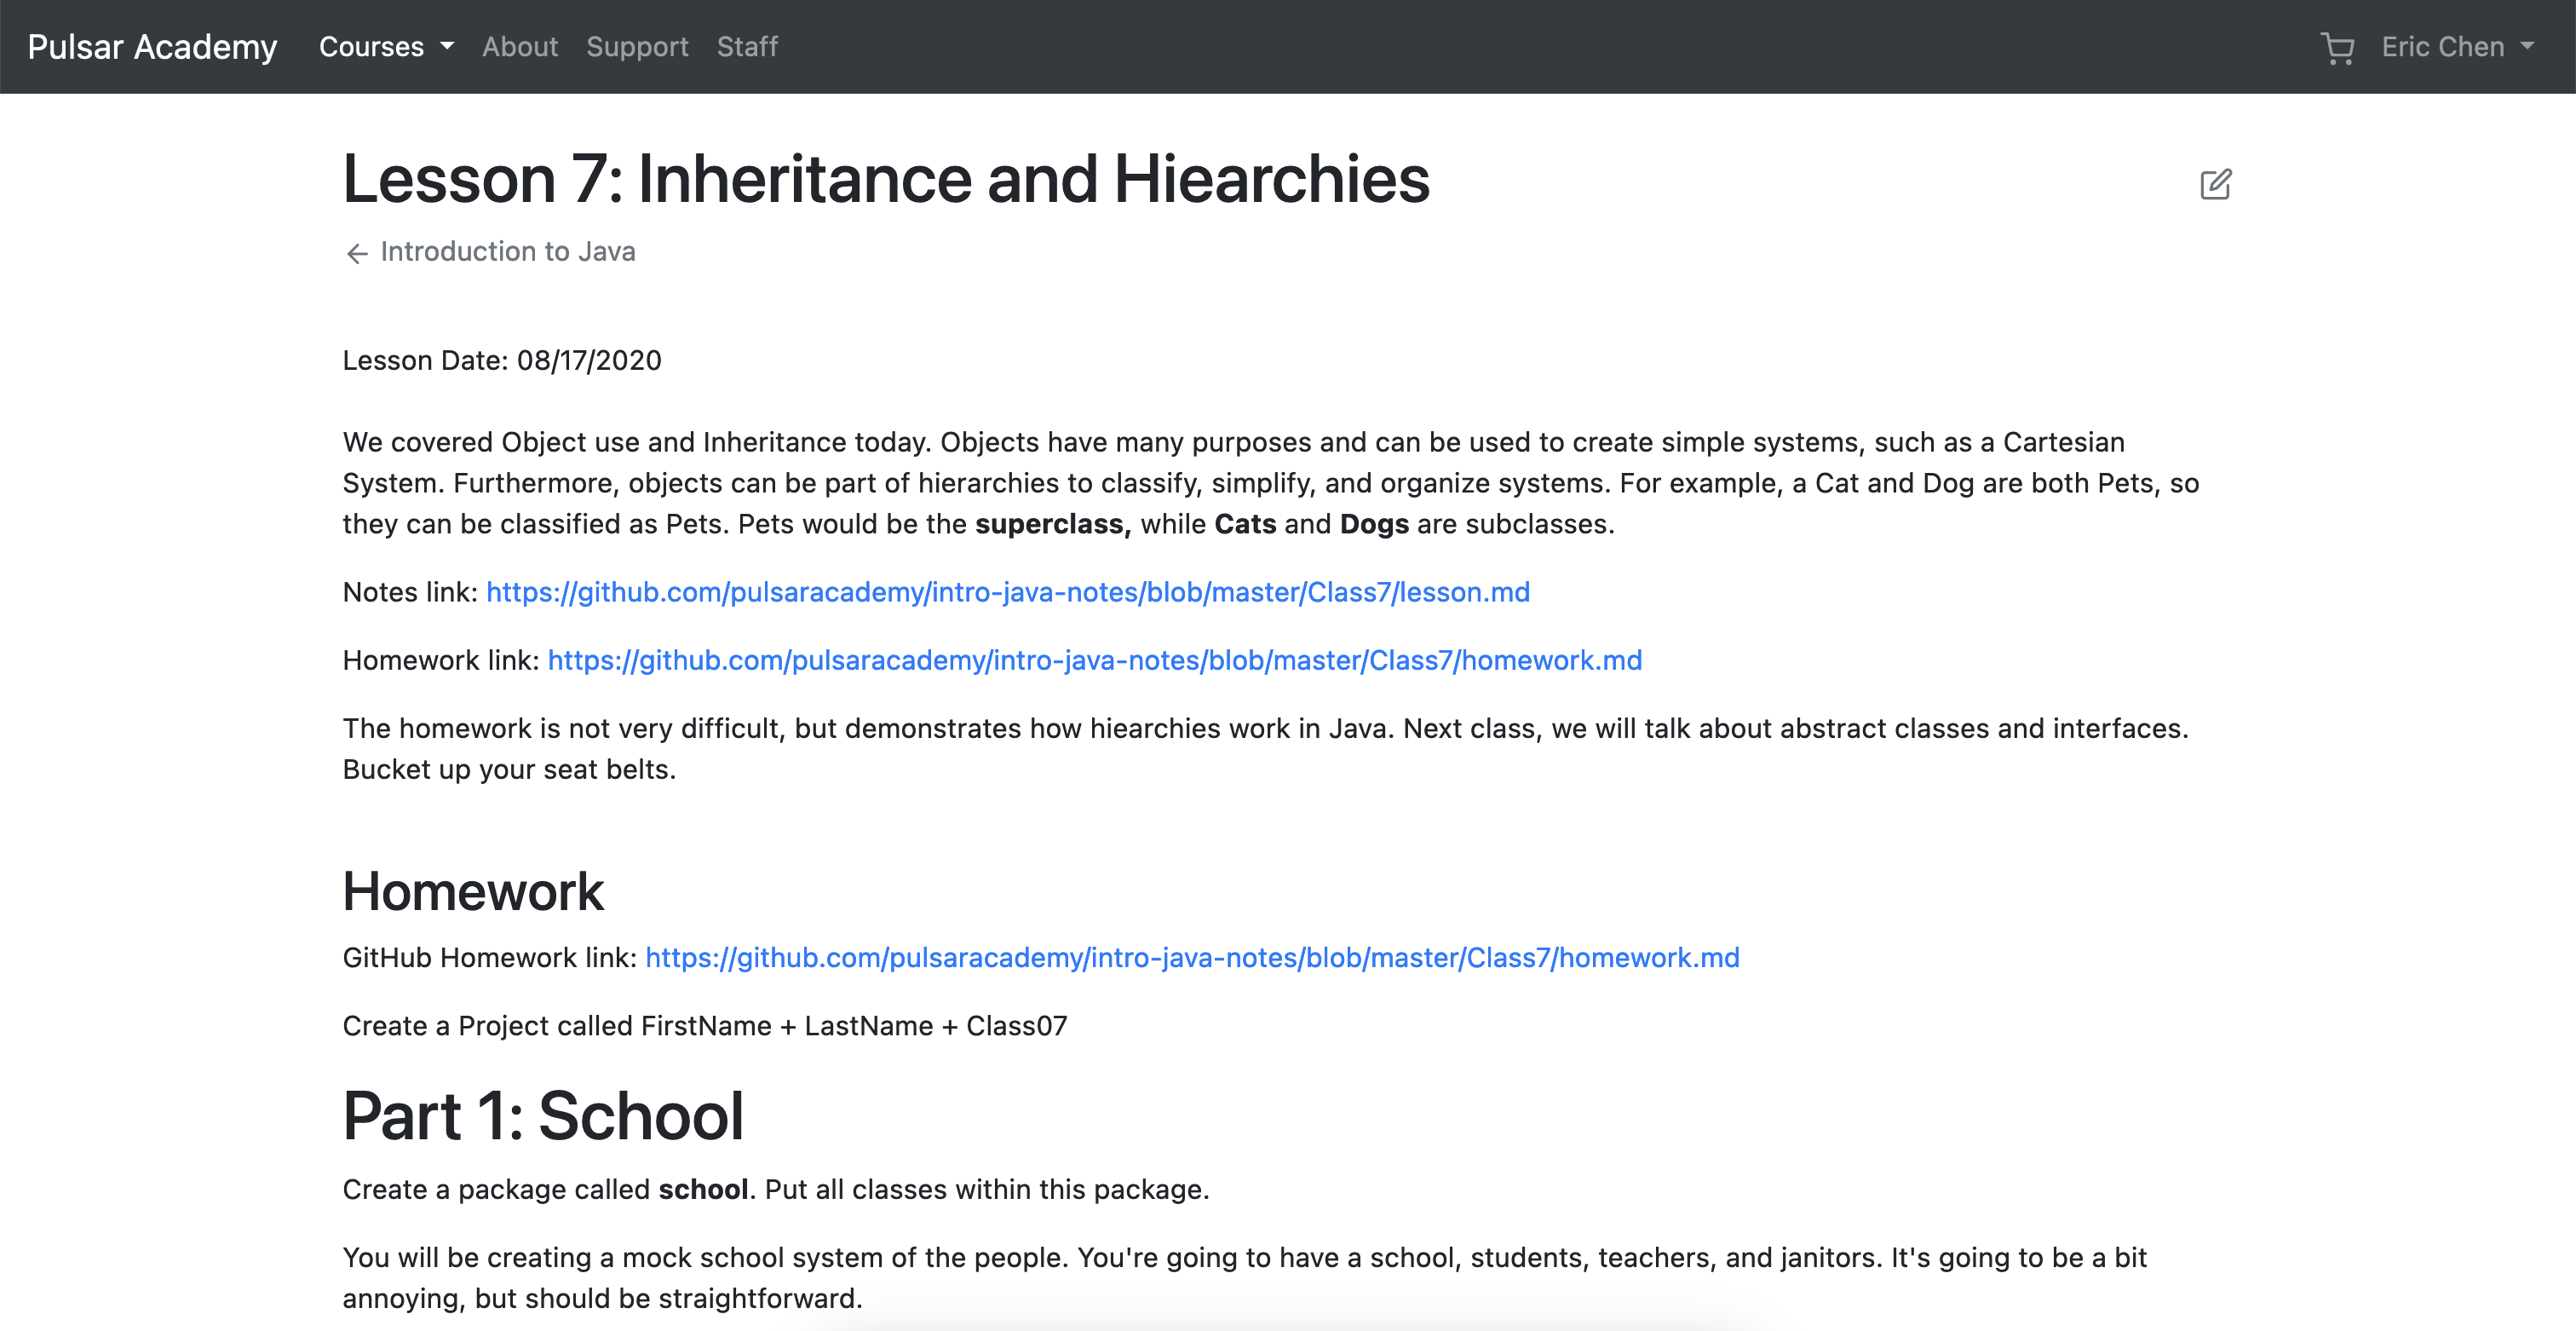 Pulsar Academy Courses About Support Staff Eric Chen
Lesson 7: Inheritance and Hiearchies
← Introduction to Java
Lesson Date: 08/17/2020
We covered Object use and Inheritance today. Objects have many purposes and can be used to create simple systems, such as a Cartesian
System. Furthermore, objects can be part of hierarchies to classify, simplify, and organize systems. For example, a Cat and Dog are both Pets, so
they can be classified as Pets. Pets would be the superclass, while Cats and Dogs are subclasses.
Notes link: https://github.com/pulsaracademy/intro-java-notes/blob/master/Class7/lesson.md
Homework link: https://github.com/pulsaracademy/intro-java-notes/blob/master/Class7/homework.md
The homework is not very difficult, but demonstrates how hiearchies work in Java. Next class, we will talk about abstract classes and interfaces.
Bucket up your seat belts.
Homework
GitHub Homework link: https://github.com/pulsaracademy/intro-java-notes/blob/master/Class7/homework.md
Create a Project called FirstName + LastName + Class07
Part 1: School
Create a package called school. Put all classes within this package.
You will be creating a mock school system of the people. You're going to have a school, students, teachers, and janitors. It's going to be a bit
annoying, but should be straightforward.